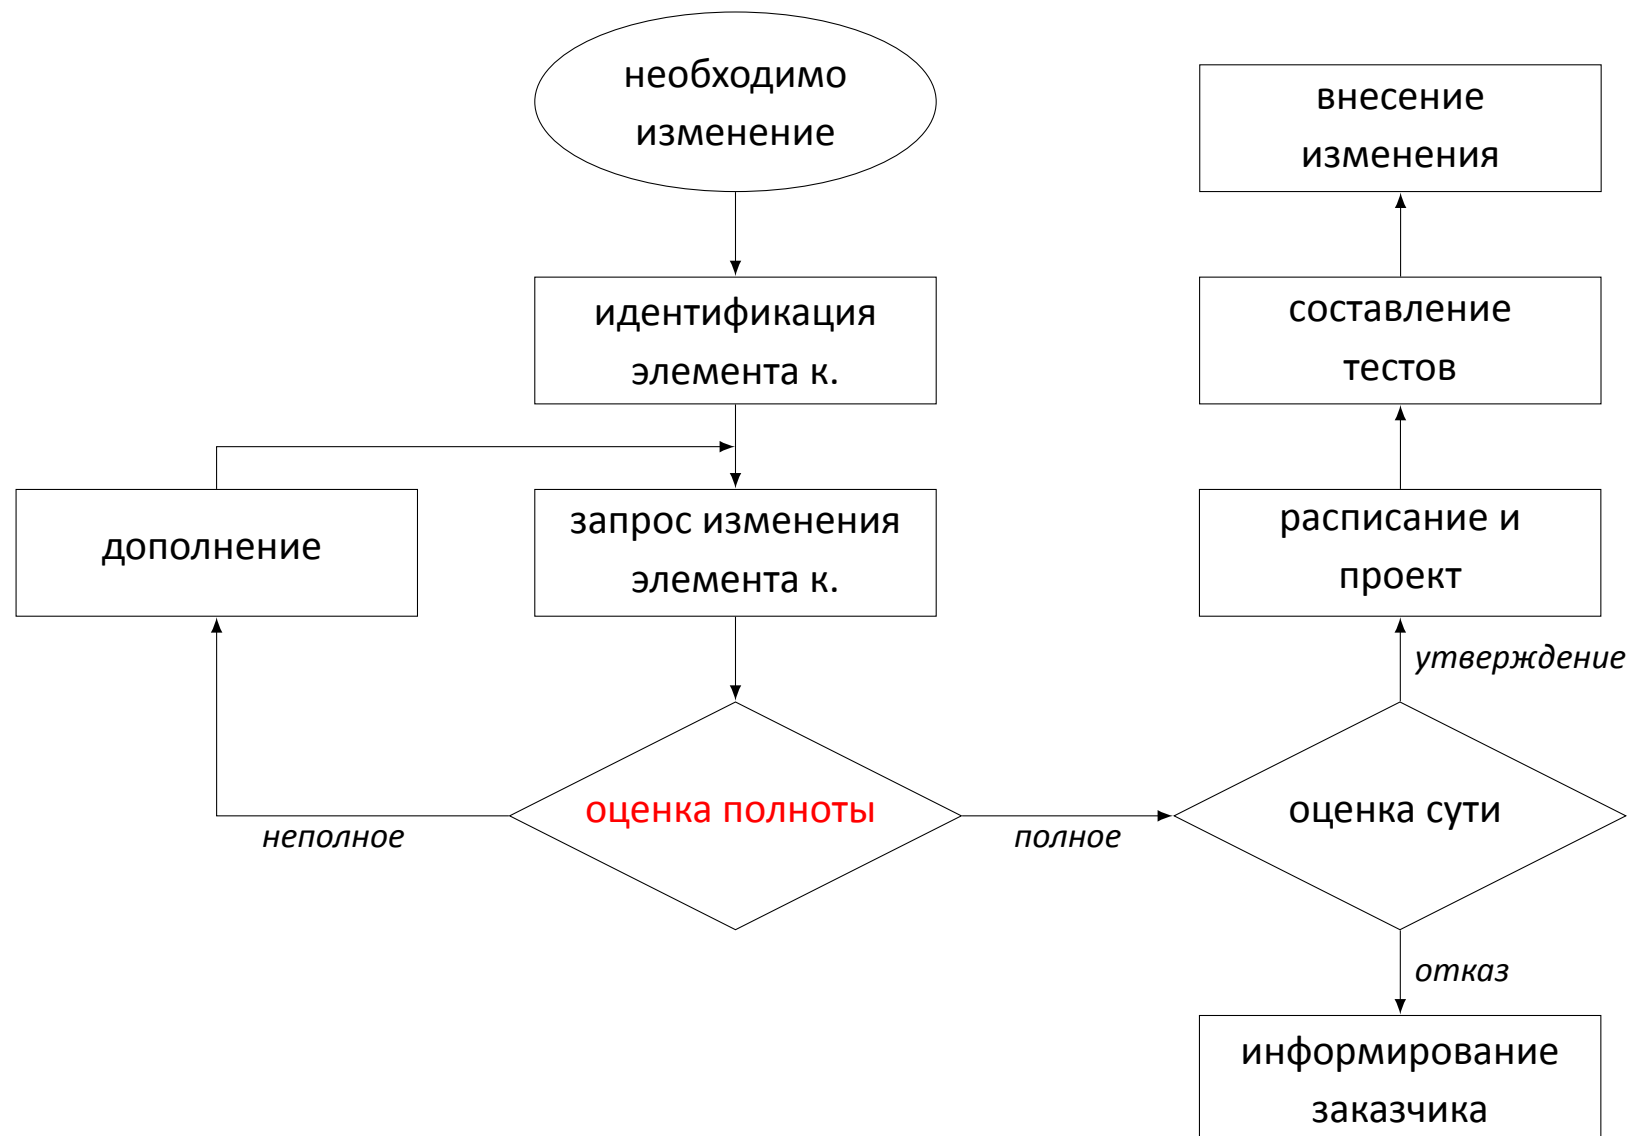 необходимо
изменение
внесение
изменения
идентификация
элемента к.
составление
тестов
дополнение
запрос изменения
элемента к.
расписание и
проект
утверждение
оценка полноты
оценка сути
неполное
полное
отказ
информирование
заказчика